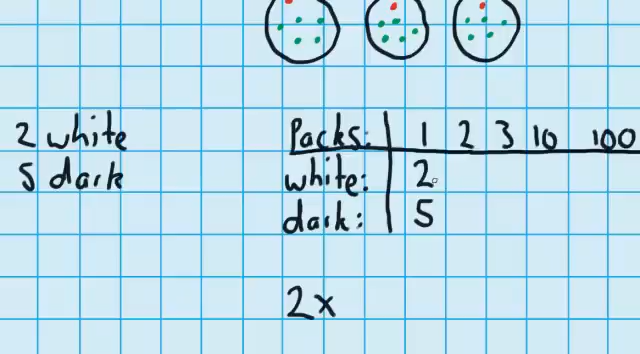 2 white
5 dark
Packs: 1 2 3 10 100
white: 2
dark: 5
2x